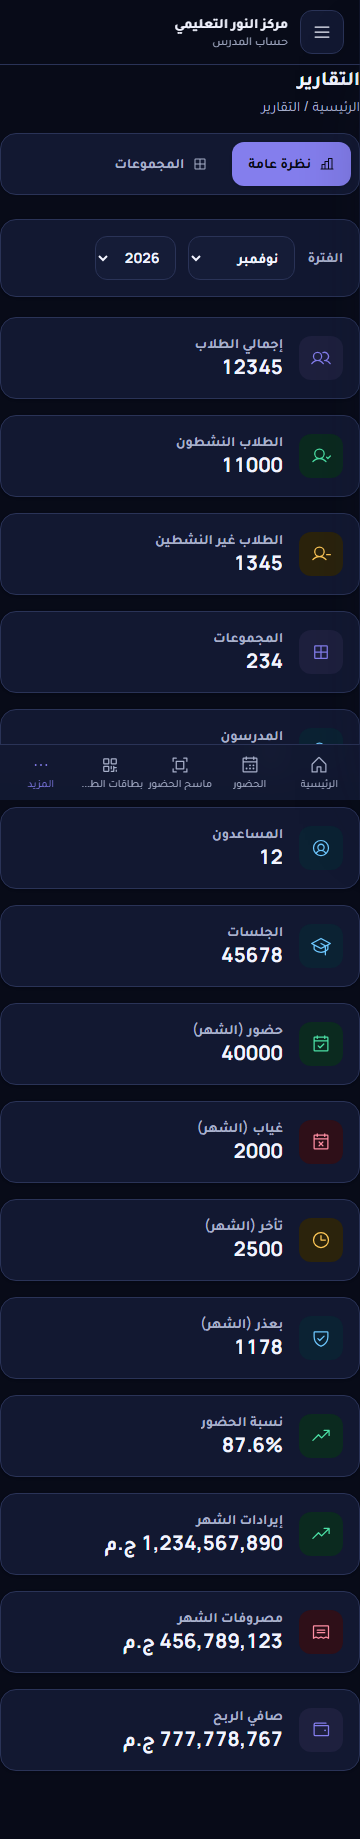 مركز النور التعليمي
حساب المدرس
التقارير
الرئيسية / التقارير
نظرة عامة
المجموعات
الفترة
نوفمبر
2026
إجمالي الطلاب
12345
الطلاب النشطون
11000
الطلاب غير النشطين
1345
المجموعات
234
المدرسون
الرئيسية
الحضور
ماسح الحضور
بطاقات الط...
المزيد
المساعدون
12
الجلسات
45678
حضور (الشهر)
40000
غياب (الشهر)
2000
تأخر (الشهر)
2500
بعذر (الشهر)
1178
نسبة الحضور
87.6%
إيرادات الشهر
1,234,567,890 ج.م
مصروفات الشهر
456,789,123 ج.م
صافي الربح
777,778,767 ج.م